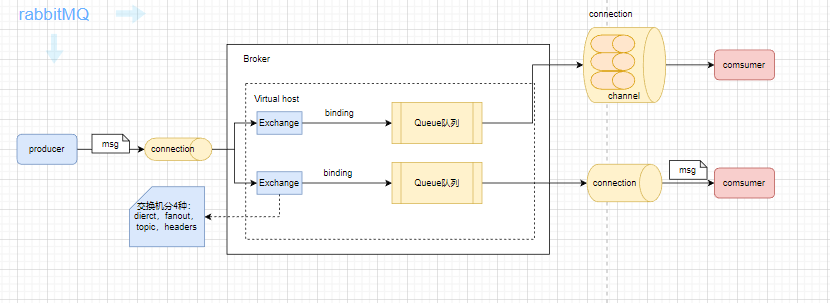 rabbitMQ
connection
Broker
channel
comsumer
Virtual host
producer
msg
connection
Exchange
binding
Queue队列
Exchange
binding
Queue队列
connection
msg
comsumer
交换机分4种：
dierct，fanout，
topic，headers